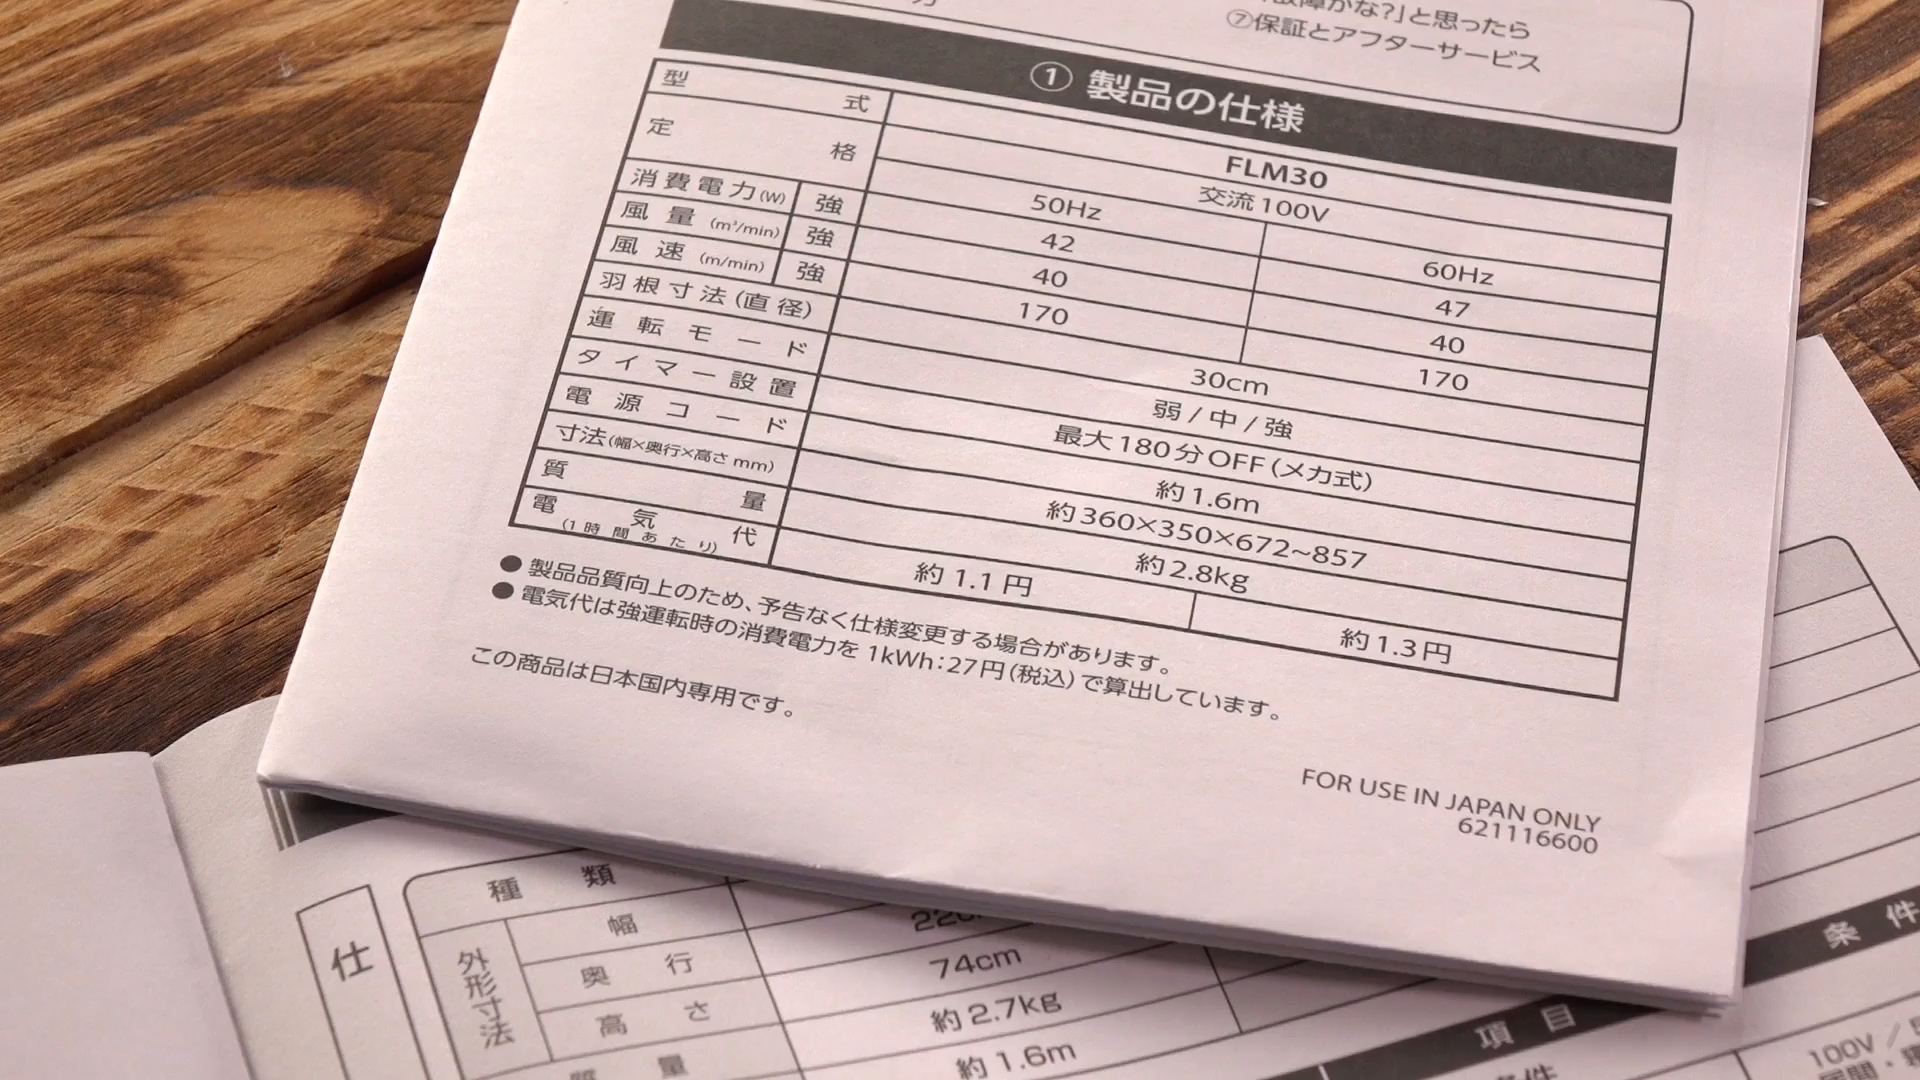 障かな?」と思ったら
⑦保証とアフターサービス
① 製品の仕様
型 式 FLM30
定 格 交流100V
50Hz 60Hz
消費電力(W) 強 42 47
風量(m³/min) 強 40 40
風速(m/min) 強 170 170
羽根寸法(直径) 30cm
運転モード 弱/中/強
タイマー設置 最大180分OFF(メカ式)
電源コード 約1.6m
寸法(幅×奥行×高さmm) 約360×350×672~857
質量 約2.8kg
電気代(1時間あたり) 約1.1円 約1.3円
●製品品質向上のため、予告なく仕様変更する場合があります。
●電気代は強運転時の消費電力を 1kWh:27円(税込)で算出しています。
この商品は日本国内専用です。
FOR USE IN JAPAN ONLY
621116600
仕
種類
外形寸法
幅
奥行 74cm
高さ 約2.7kg
質量 約1.6m
条件
項目
100V